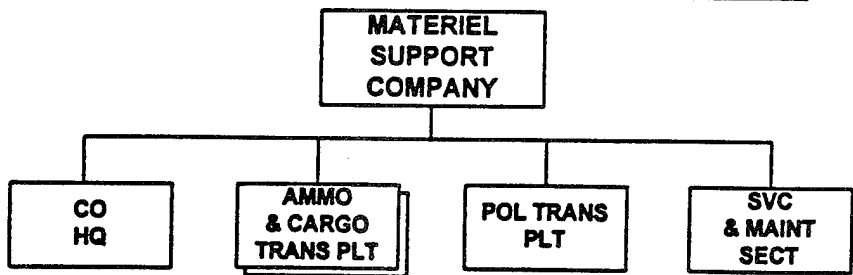 MATERIEL
SUPPORT
COMPANY
CO
HQ
AMMO
& CARGO
TRANS PLT
POL TRANS
PLT
SVC
& MAINT
SECT